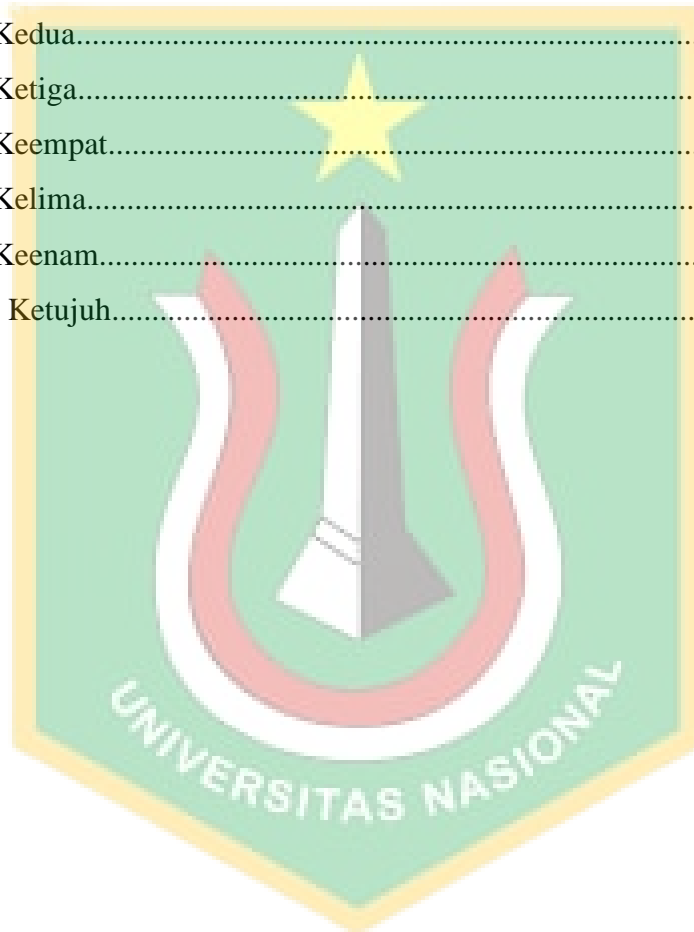 Kedua........................................................................
Ketiga........................................................................
Keempat....................................................................
Kelima......................................................................
Keenam.....................................................................
Ketujuh....................................................................
UNIVERSITAS NASIONAL